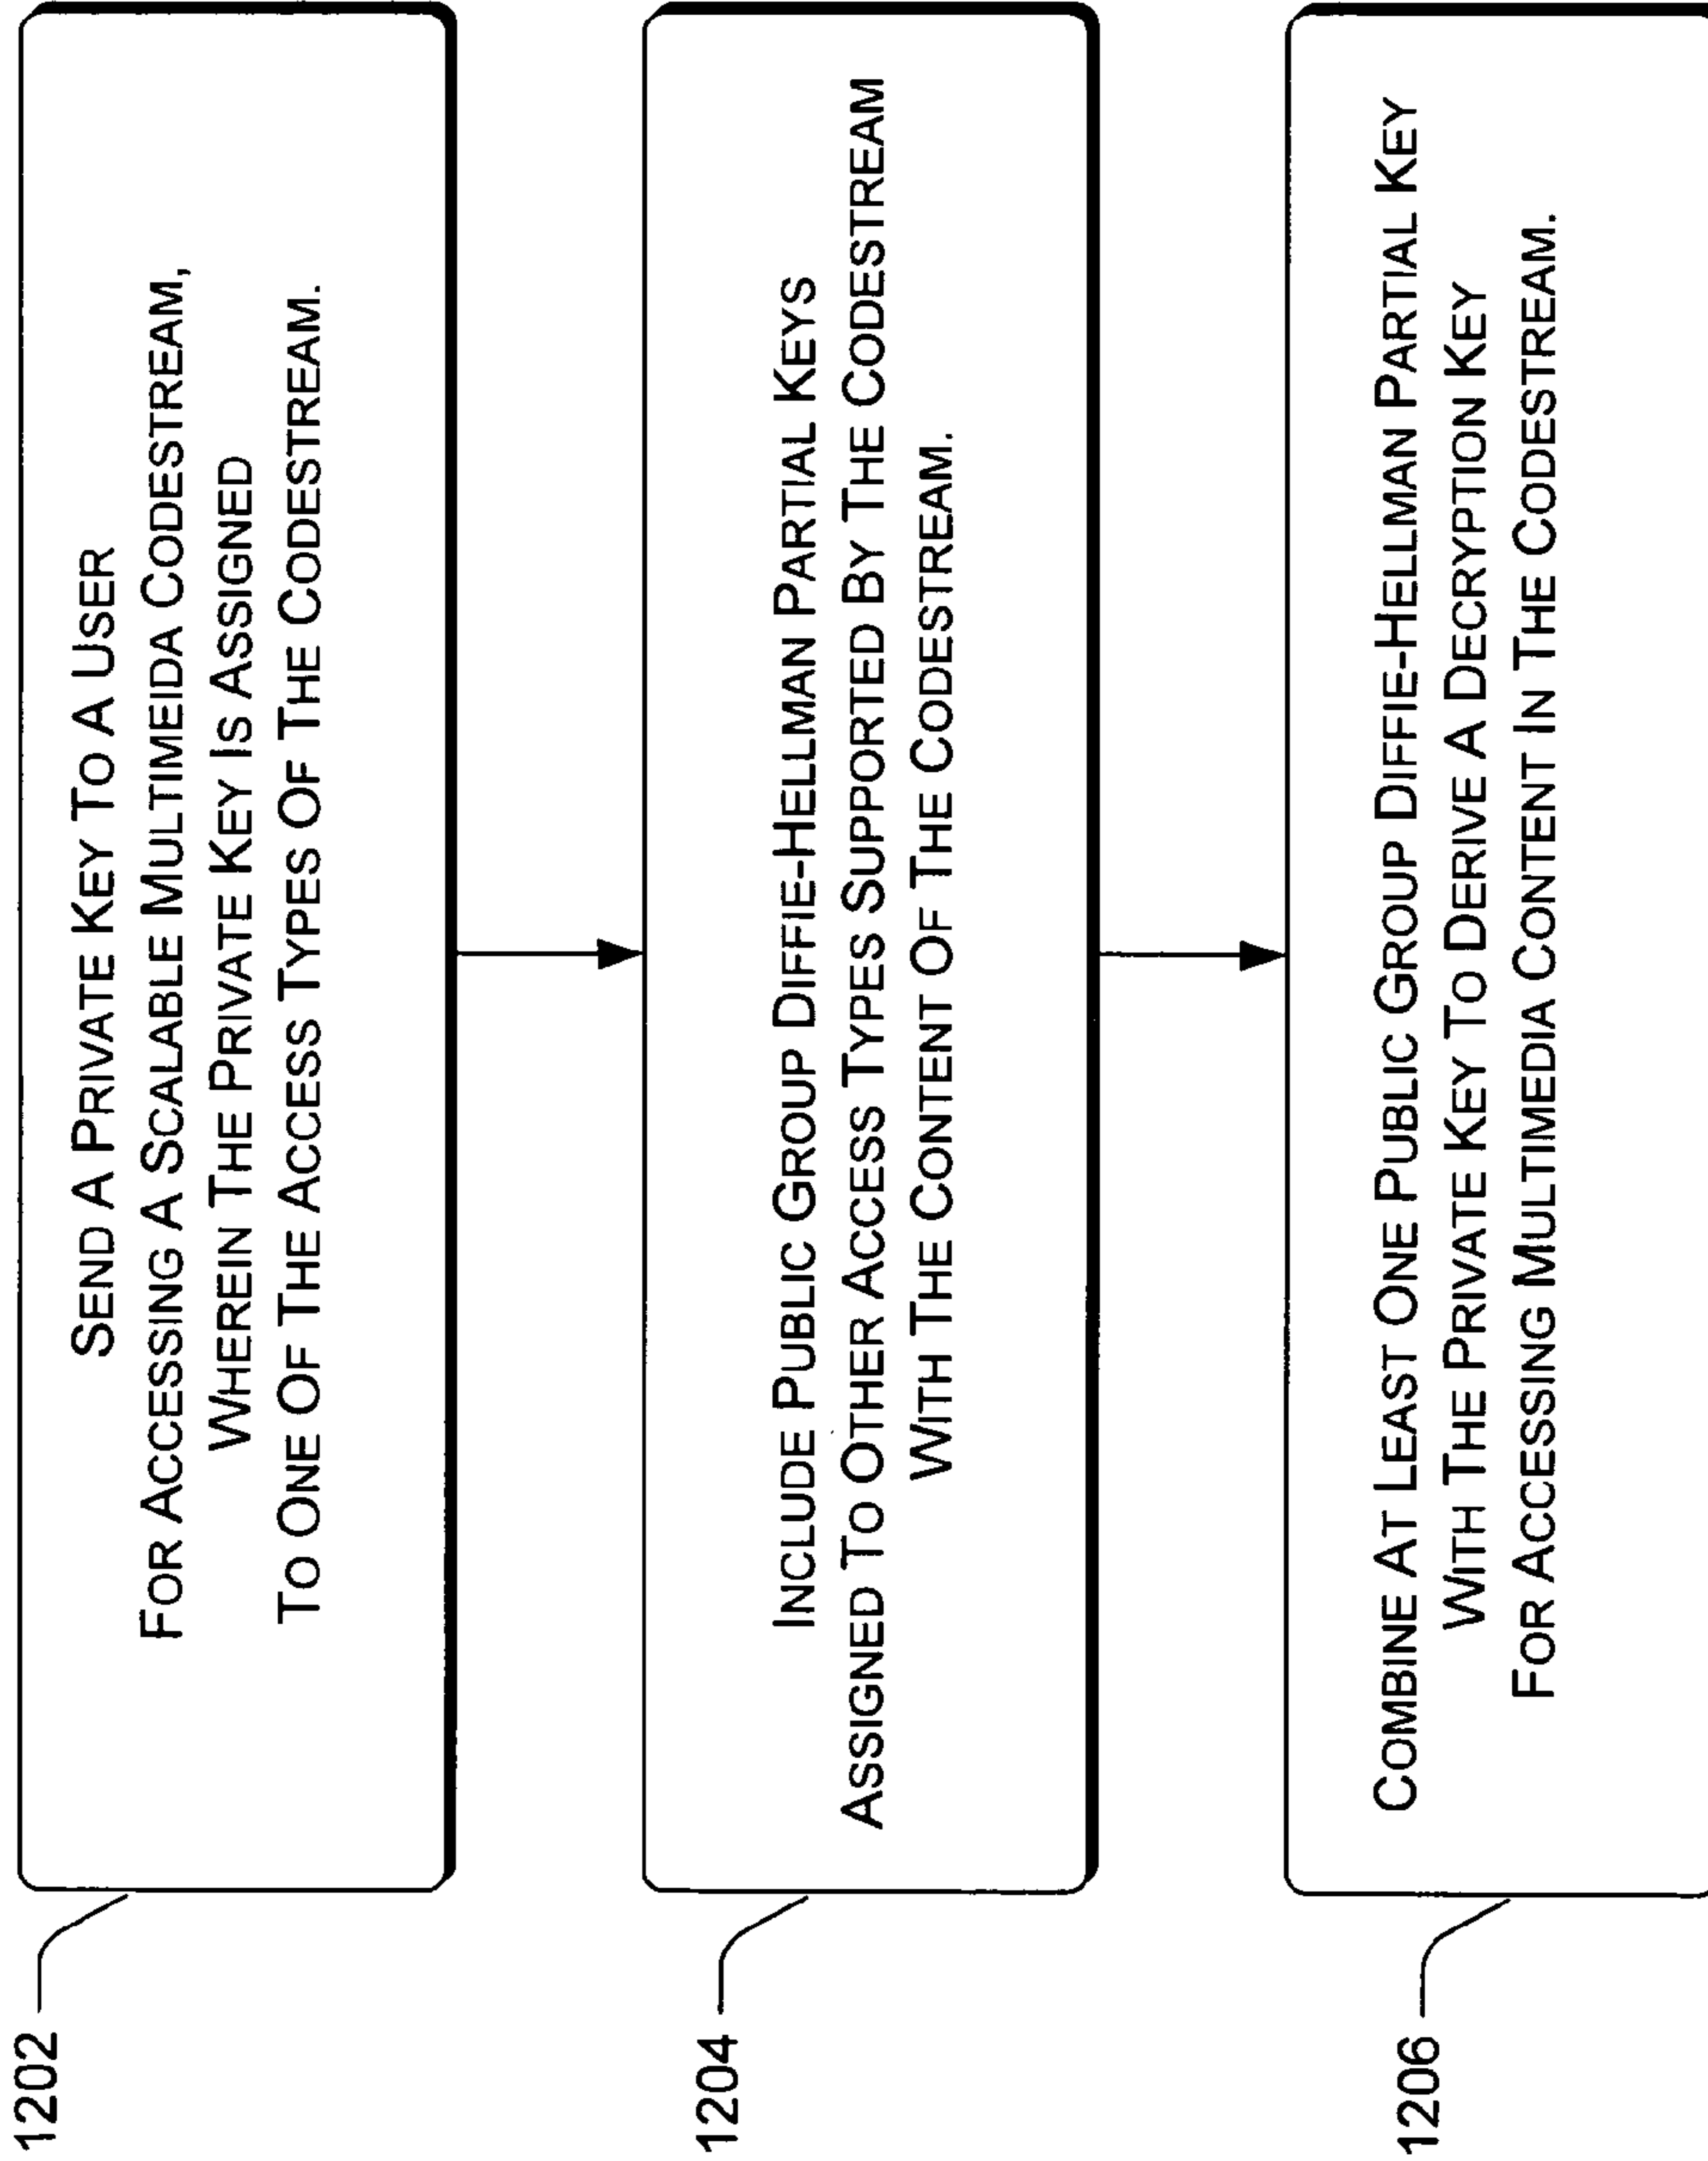 1202
SEND A PRIVATE KEY TO A USER
FOR ACCESSING A SCALABLE MULTIMEIDA CODESTREAM,
WHEREIN THE PRIVATE KEY IS ASSIGNED
TO ONE OF THE ACCESS TYPES OF THE CODESTREAM.
1204
INCLUDE PUBLIC GROUP DIFFIE-HELLMAN PARTIAL KEYS
ASSIGNED TO OTHER ACCESS TYPES SUPPORTED BY THE CODESTREAM
WITH THE CONTENT OF THE CODESTREAM.
1206
COMBINE AT LEAST ONE PUBLIC GROUP DIFFIE-HELLMAN PARTIAL KEY
WITH THE PRIVATE KEY TO DERIVE A DECRYPTION KEY
FOR ACCESSING MULTIMEDIA CONTENT IN THE CODESTREAM.